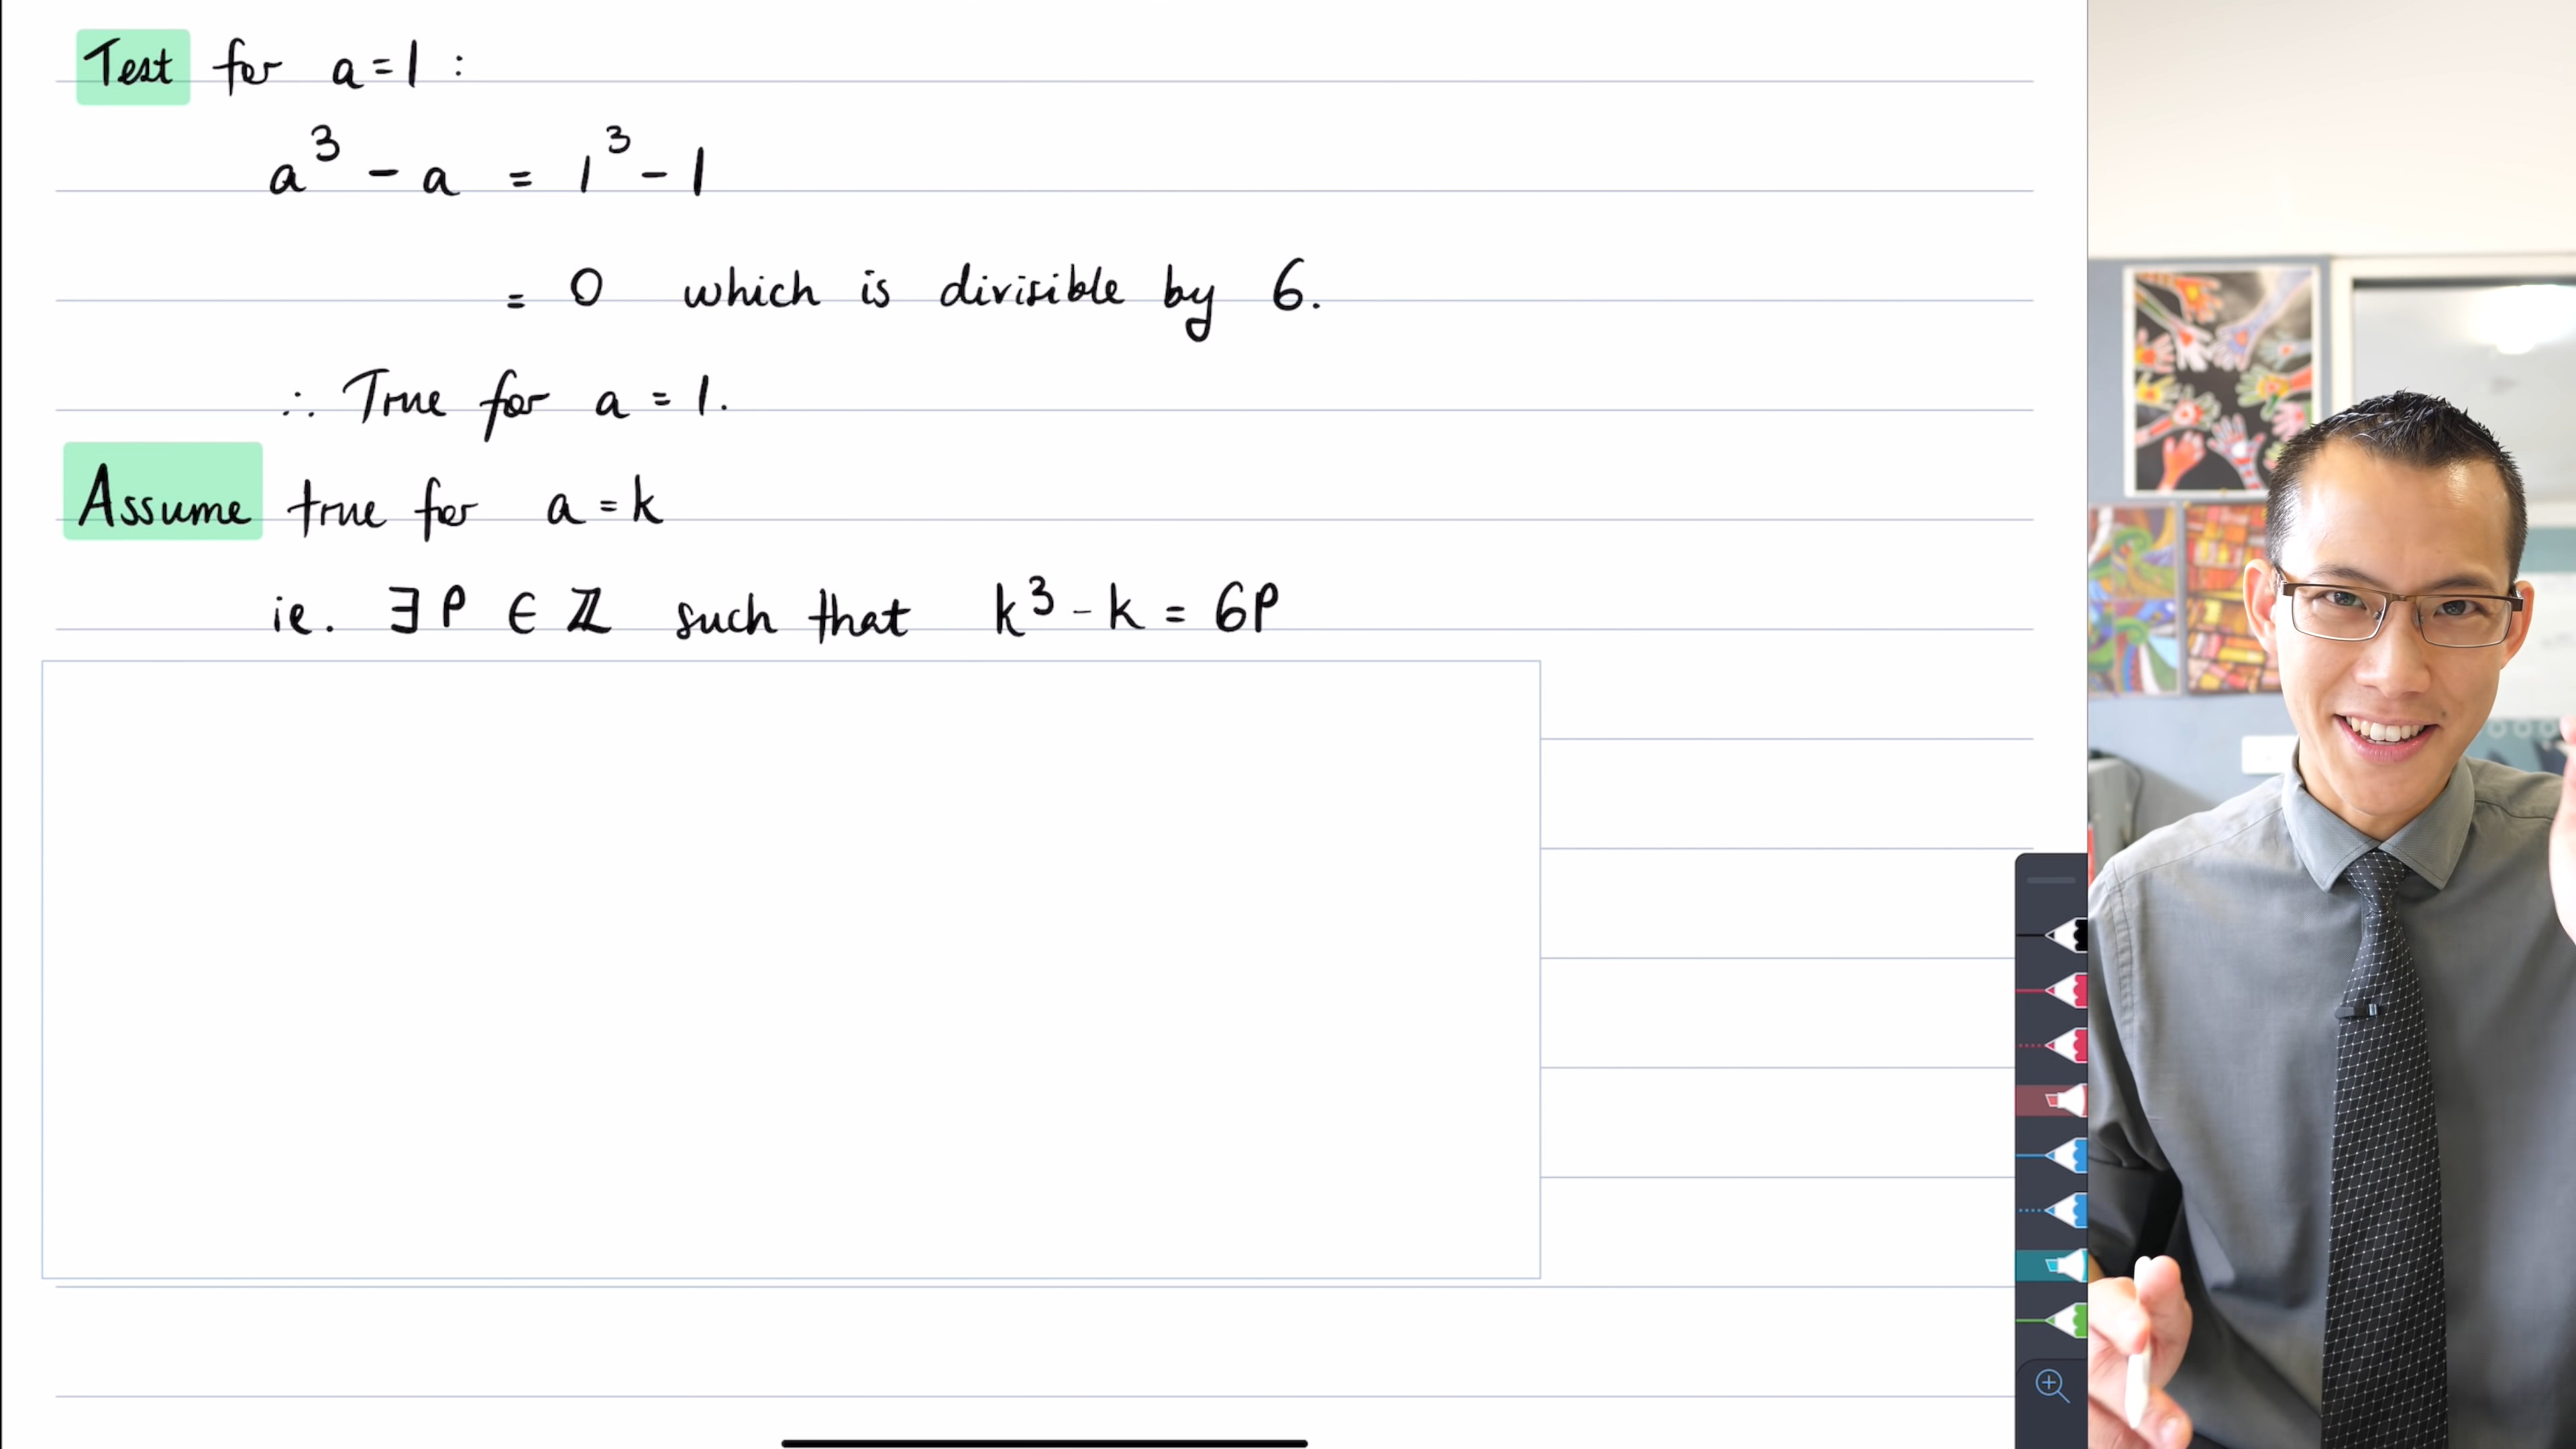 Test for a = 1 :
a³ - a = 1³ - 1
= 0 which is divisible by 6.
∴ True for a = 1.
Assume true for a = k
ie. ∃ P ∈ ℤ such that k³ - k = 6P